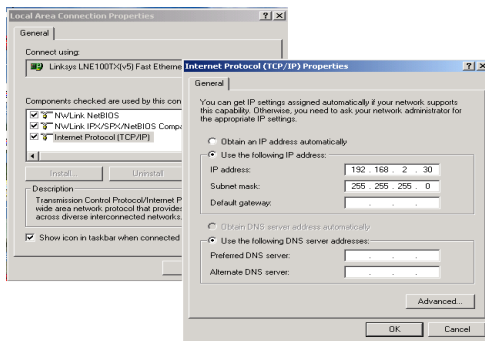 Local Area Connection Properties
General
Connect using:
Linksys LNE100TX(v5) Fast Etherne
Components checked are used by this con
NWLink NetBIOS
NWLink IPX/SPX/NetBIOS Compa
Internet Protocol (TCP/IP)
Install...
Uninstall
Description
Transmission Control Protocol/Internet P
wide area network protocol that provides
across diverse interconnected networks.
Show icon in taskbar when connected
Internet Protocol (TCP/IP) Properties
General
You can get IP settings assigned automatically if your network supports
this capability. Otherwise, you need to ask your network administrator for
the appropriate IP settings.
Obtain an IP address automatically
Use the following IP address:
IP address: 192 . 168 . 2 . 30
Subnet mask: 255 . 255 . 255 . 0
Default gateway: . . .
Obtain DNS server address automatically
Use the following DNS server addresses:
Preferred DNS server: . . .
Alternate DNS server: . . .
Advanced...
OK Cancel